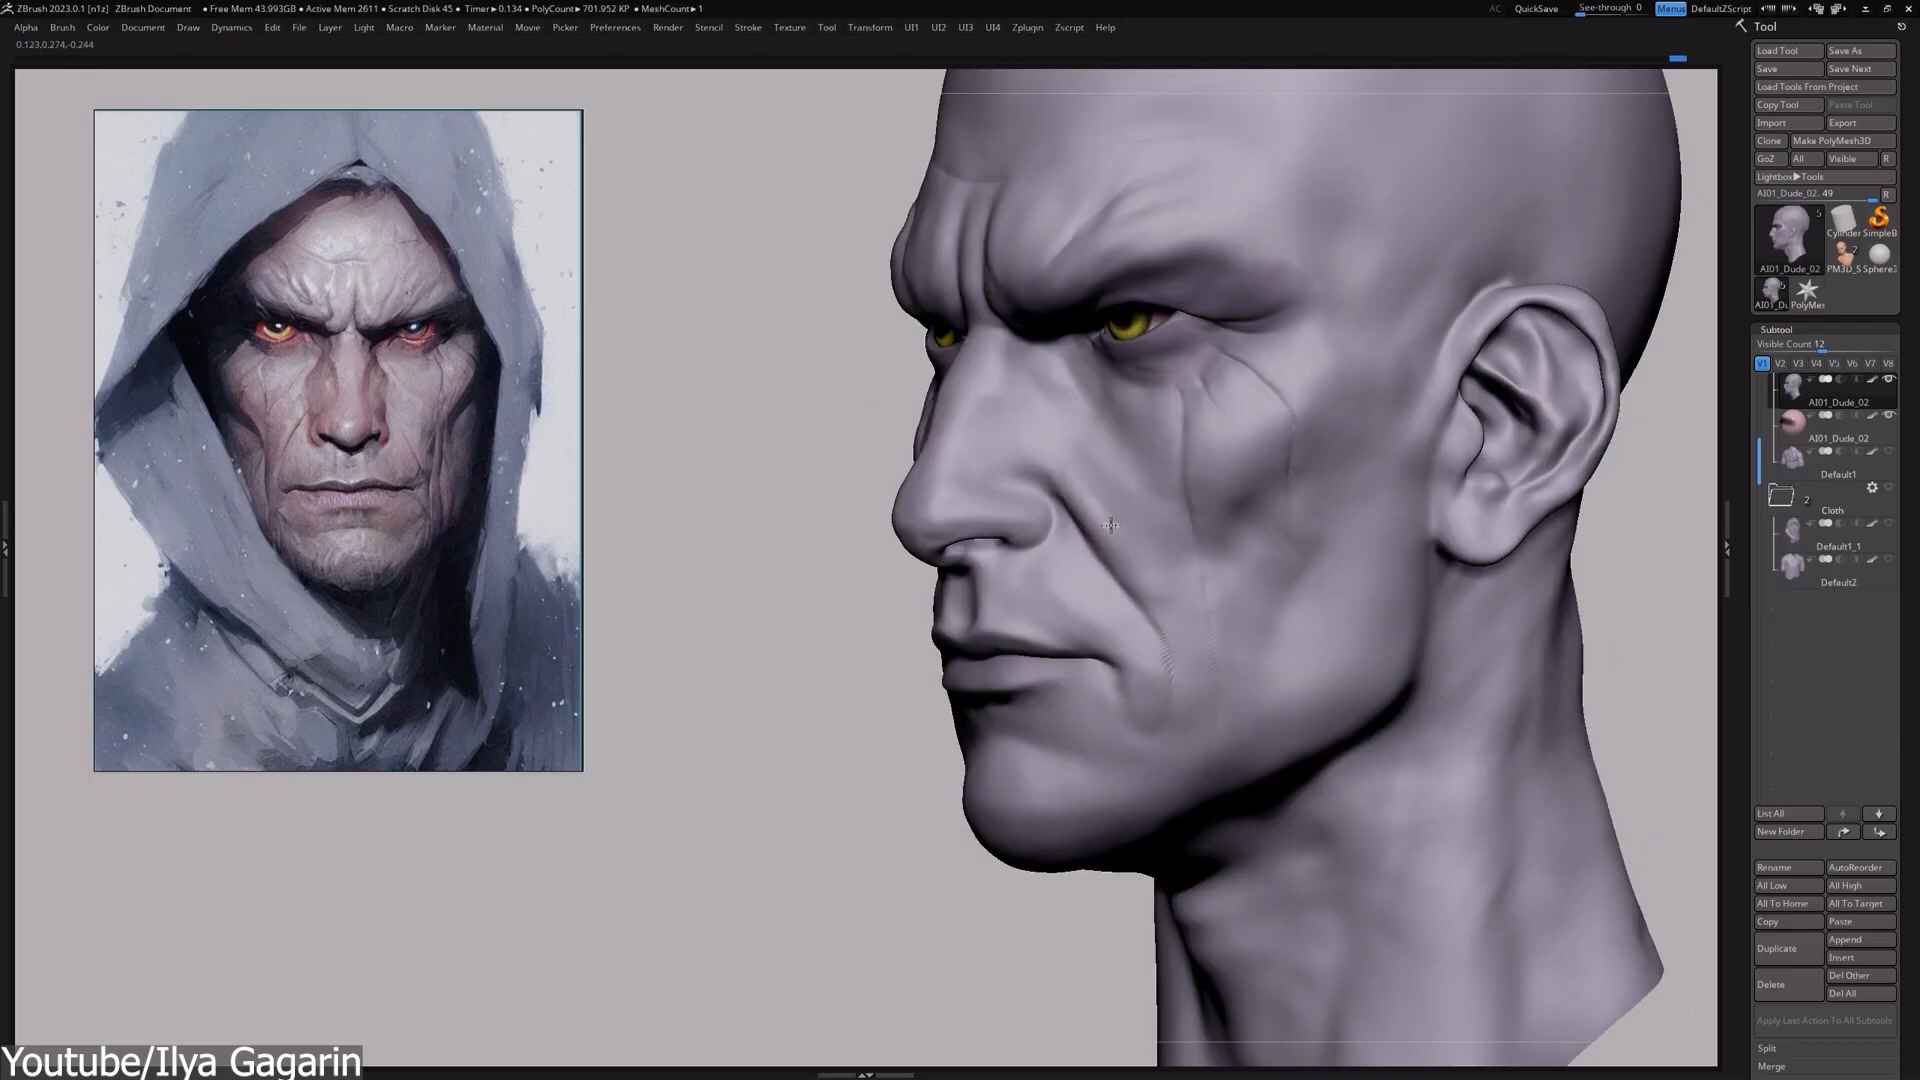 ZBrush 2023.0.1 [n1z] ZBrush Document • Free Mem 43.993GB • Active Mem 2611 • Scratch Disk 45 • Timer▶0.134 • PolyCount▶701.952 KP • MeshCount▶1 AC QuickSave See-through 0 Menus DefaultZScript
Alpha Brush Color Document Draw Dynamics Edit File Layer Light Macro Marker Material Movie Picker Preferences Render Stencil Stroke Texture Tool Transform UI1 UI2 UI3 UI4 Zplugin Zscript Help
0.123,0.274,-0.244
Tool
Load Tool Save As
Save Save Next
Load Tools From Project
Copy Tool Paste Tool
Import Export
Clone Make PolyMesh3D
GoZ All Visible R
Lightbox▶Tools
AI01_Dude_02. 49 R
5
Cylinder SimpleB
2
AI01_Dude_02 PM3D_S Sphere3
5
AI01_Du PolyMes
Subtool
Visible Count 12
V1 V2 V3 V4 V5 V6 V7 V8
AI01_Dude_02
AI01_Dude_02
Default1
2
Cloth
Default1_1
Default2
List All
New Folder
Rename AutoReorder
All Low All High
All To Home All To Target
Copy Paste
Duplicate Append
Insert
Delete Del Other
Del All
Apply Last Action To All Subtools
Split
Merge
Youtube/Ilya Gagarin